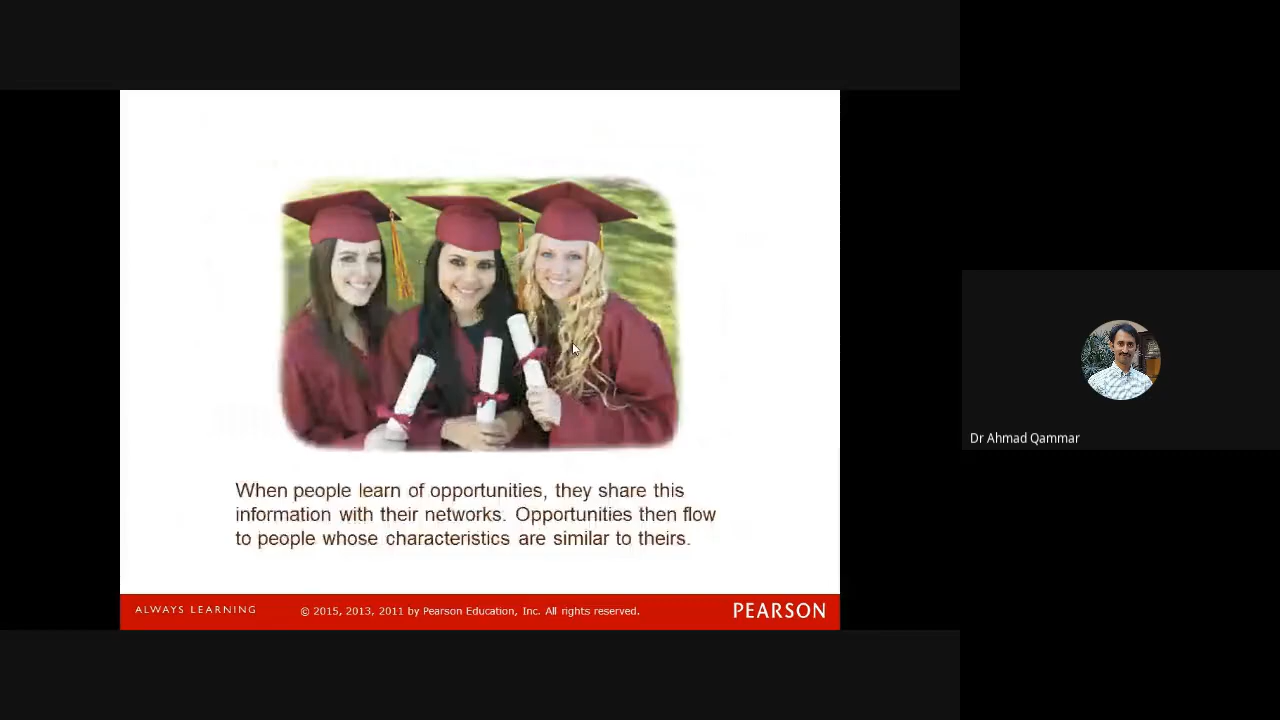 When people learn of opportunities, they share this
information with their networks. Opportunities then flow
to people whose characteristics are similar to theirs.
ALWAYS LEARNING
© 2015, 2013, 2011 by Pearson Education, Inc. All rights reserved.
PEARSON
Dr Ahmad Qammar